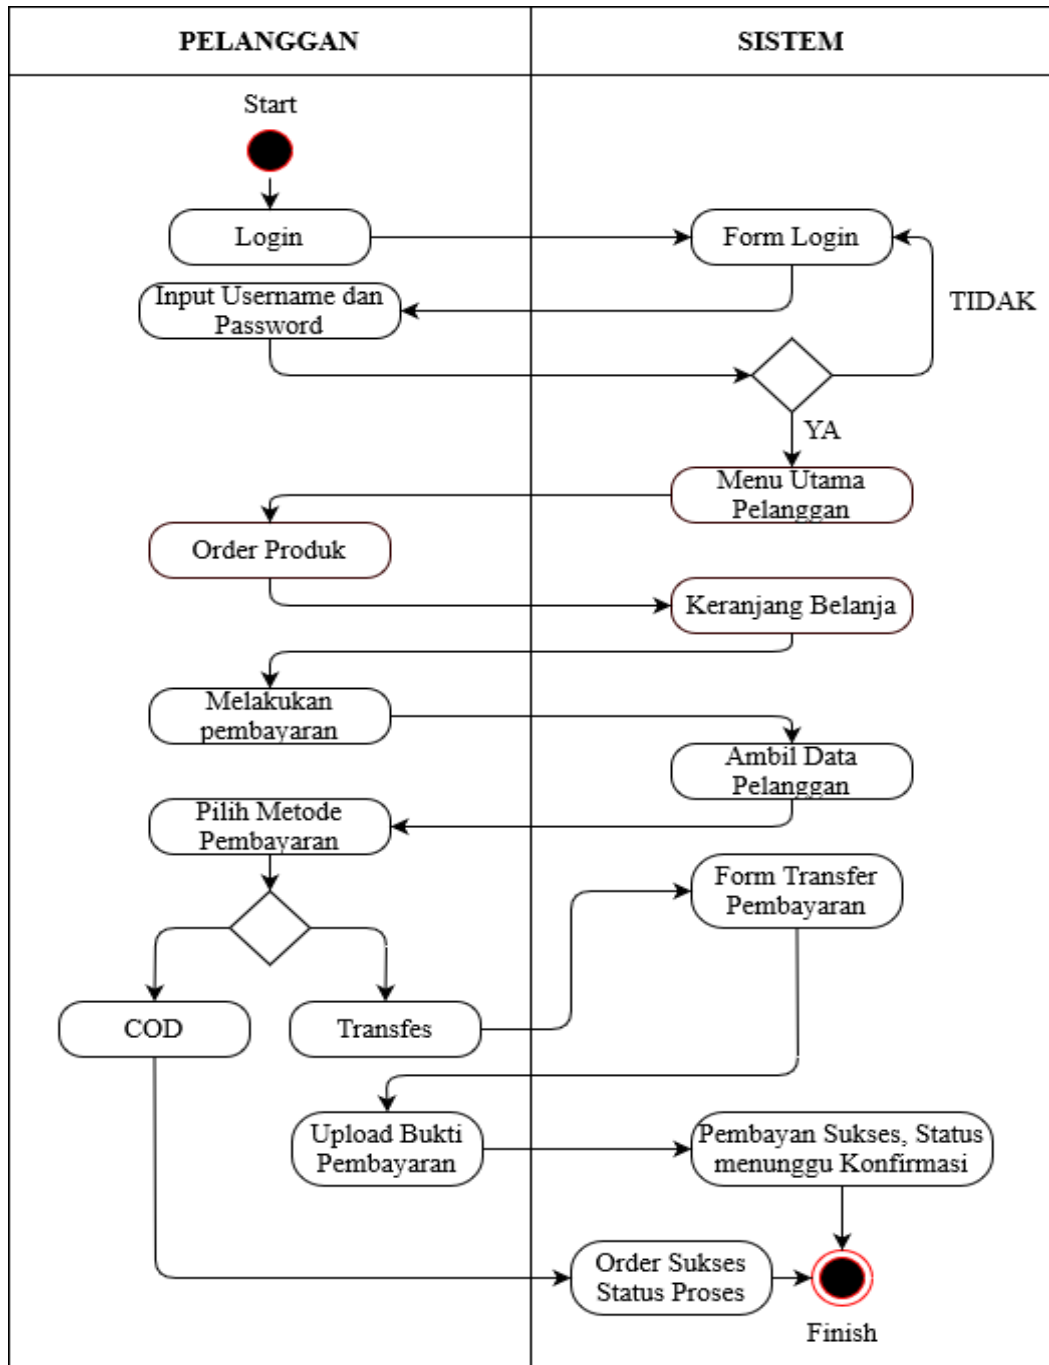 PELANGGAN
SISTEM
Start
Login
Form Login
Input Username dan
Password
TIDAK
YA
Menu Utama
Pelanggan
Order Produk
Keranjang Belanja
Melakukan
pembayaran
Ambil Data
Pelanggan
Pilih Metode
Pembayaran
Form Transfer
Pembayaran
COD
Transfes
Upload Bukti
Pembayaran
Pembayan Sukses, Status
menunggu Konfirmasi
Order Sukses
Status Proses
Finish